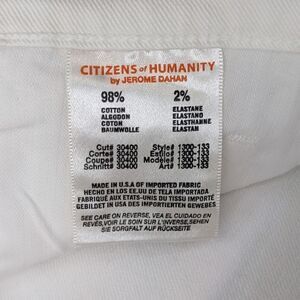 CITIZENS of HUMANITY
by JEROME DAHAN
98% 2%
COTTON ELASTANE
ALGODON ELASTANO
COTON ELASTHANNE
BAUMWOLLE ELASTAN
Cut# 30400 Style# 1300-133
Corte# 30400 Estilo# 1300-133
Coupe# 30400 Modèle# 1300-133
Schnitt# 30400 Art# 1300-133
MADE IN U.S.A OF IMPORTED FABRIC
HECHO EN LOS EE.UU DE TELA IMPORTADA
FABRIQUÉ AUX ETATS-UNIS DU TISSU IMPORTE
GEBILDET IN USA DES IMPORTIERTEN GEWEBES
SEE CARE ON REVERSE, VEA EL CUIDADO EN
REVÉS, VOIR LE SOIN SUR L'INVERSE, SEHEN
SIE SORGFALT AUF RÜCKSEITE